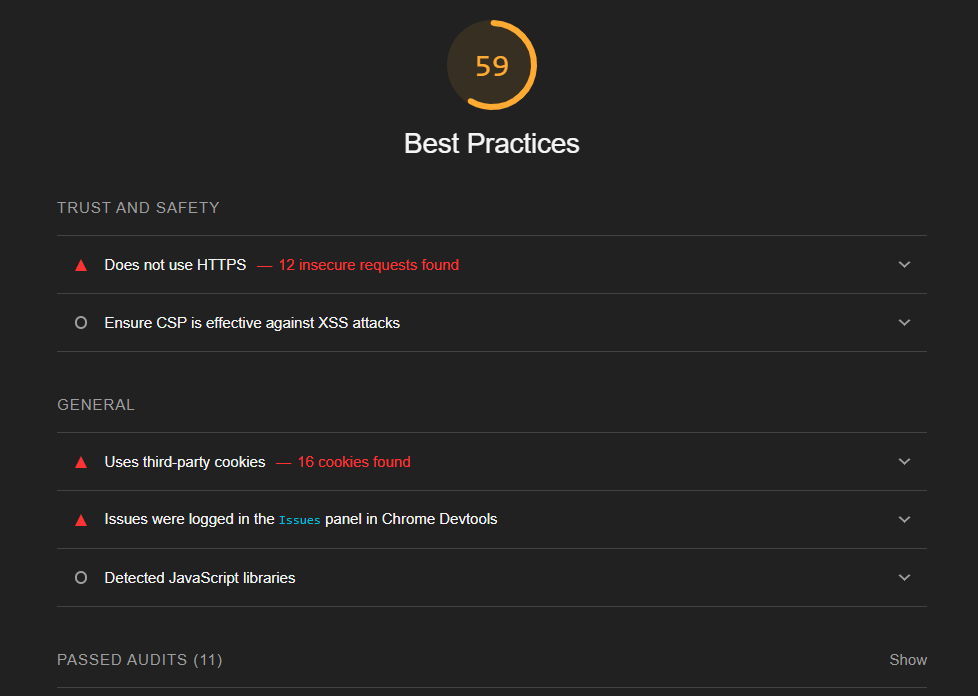 59
Best Practices
TRUST AND SAFETY
Does not use HTTPS — 12 insecure requests found
Ensure CSP is effective against XSS attacks
GENERAL
Uses third-party cookies — 16 cookies found
Issues were logged in the Issues panel in Chrome Devtools
Detected JavaScript libraries
PASSED AUDITS (11) Show